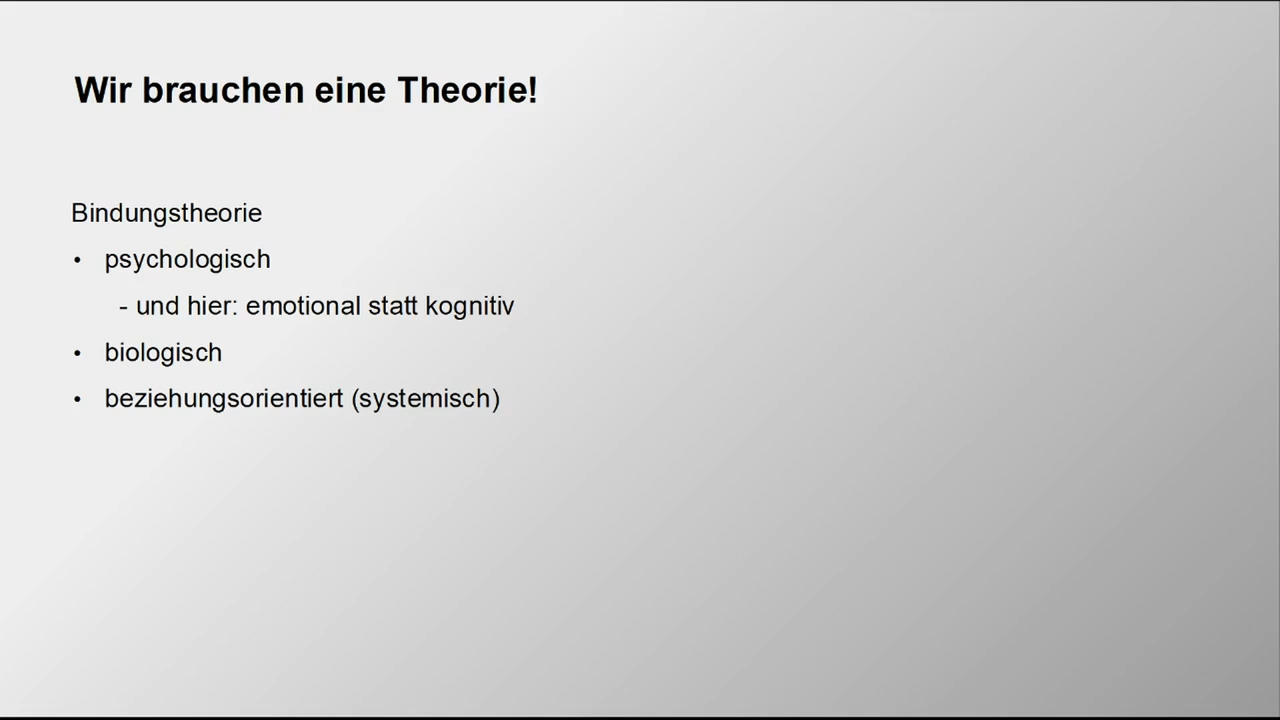 Wir brauchen eine Theorie!
Bindungstheorie
• psychologisch
- und hier: emotional statt kognitiv
• biologisch
• beziehungsorientiert (systemisch)